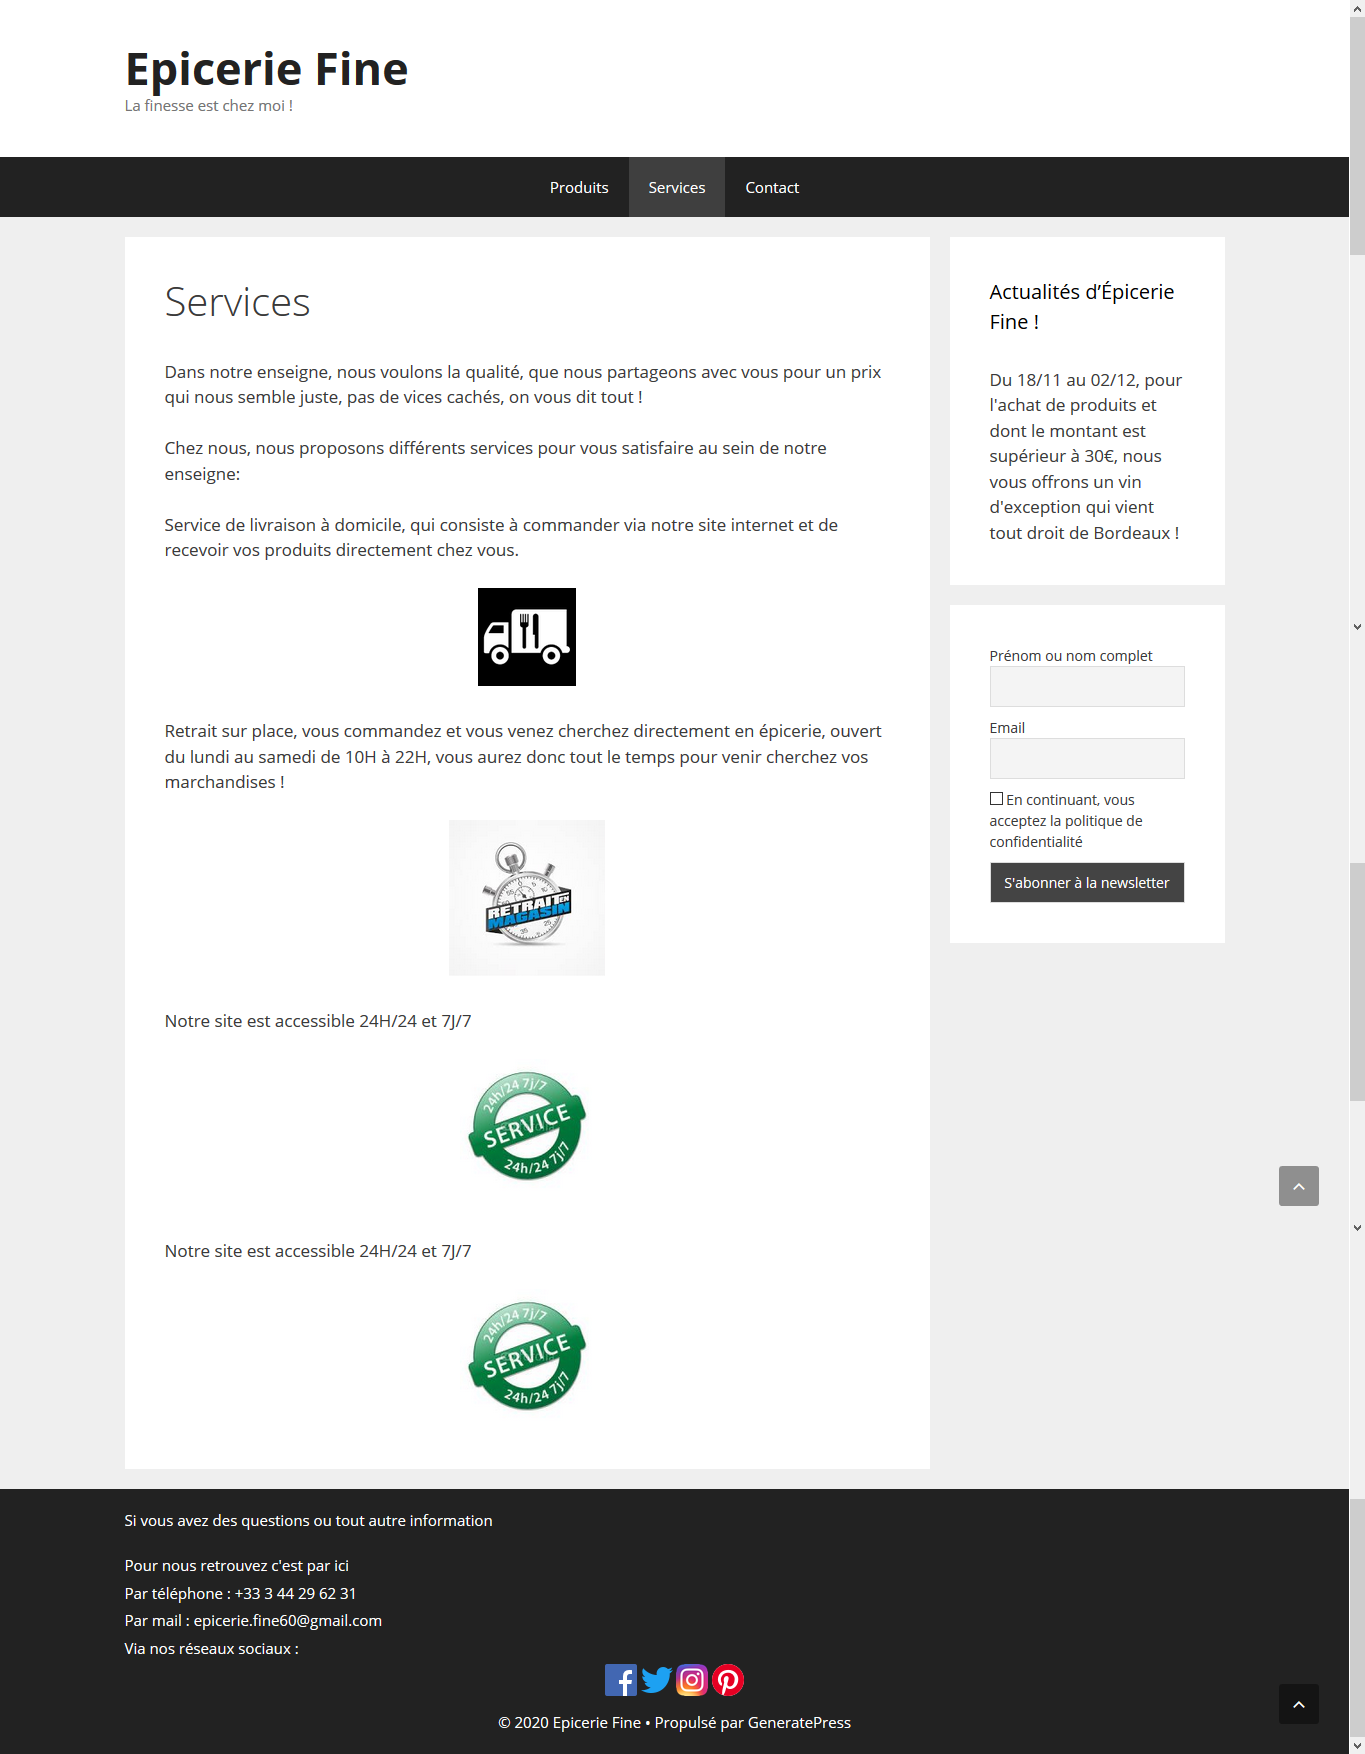 Epicerie Fine
La finesse est chez moi !
Produits Services Contact
Services
Dans notre enseigne, nous voulons la qualité, que nous partageons avec vous pour un prix
qui nous semble juste, pas de vices cachés, on vous dit tout !
Chez nous, nous proposons différents services pour vous satisfaire au sein de notre
enseigne:
Service de livraison à domicile, qui consiste à commander via notre site internet et de
recevoir vos produits directement chez vous.
Retrait sur place, vous commandez et vous venez cherchez directement en épicerie, ouvert
du lundi au samedi de 10H à 22H, vous aurez donc tout le temps pour venir cherchez vos
marchandises !
RETRAIT EN
MAGASIN
Notre site est accessible 24H/24 et 7J/7
24h/24 7j/7
SERVICE
24h/24 7j/7
Notre site est accessible 24H/24 et 7J/7
24h/24 7j/7
SERVICE
24h/24 7j/7
Actualités d’Épicerie
Fine !
Du 18/11 au 02/12, pour
l'achat de produits et
dont le montant est
supérieur à 30€, nous
vous offrons un vin
d'exception qui vient
tout droit de Bordeaux !
Prénom ou nom complet
Email
En continuant, vous
acceptez la politique de
confidentialité
S'abonner à la newsletter
Si vous avez des questions ou tout autre information
Pour nous retrouvez c'est par ici
Par téléphone : +33 3 44 29 62 31
Par mail : epicerie.fine60@gmail.com
Via nos réseaux sociaux :
© 2020 Epicerie Fine • Propulsé par GeneratePress